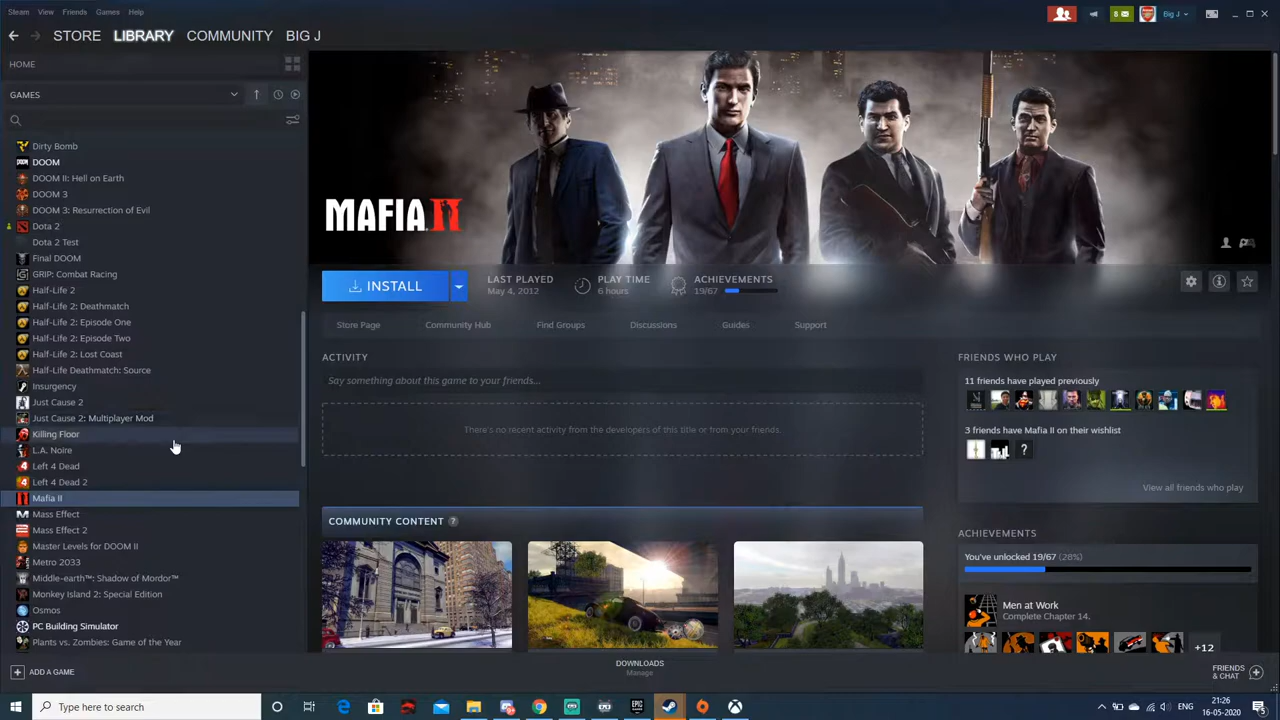 Steam View Friends Games Help
8 Big J
STORE LIBRARY COMMUNITY BIG J
HOME
GAMES
Dirty Bomb
DOOM
DOOM II: Hell on Earth
DOOM 3
DOOM 3: Resurrection of Evil
Dota 2
Dota 2 Test
Final DOOM
GRIP: Combat Racing
Half-Life 2
Half-Life 2: Deathmatch
Half-Life 2: Episode One
Half-Life 2: Episode Two
Half-Life 2: Lost Coast
Half-Life Deathmatch: Source
Insurgency
Just Cause 2
Just Cause 2: Multiplayer Mod
Killing Floor
L.A. Noire
Left 4 Dead
Left 4 Dead 2
Mafia II
Mass Effect
Mass Effect 2
Master Levels for DOOM II
Metro 2033
Middle-earth™: Shadow of Mordor™
Monkey Island 2: Special Edition
Osmos
PC Building Simulator
Plants vs. Zombies: Game of the Year
ADD A GAME
MAFIA II
INSTALL
LAST PLAYED
May 4, 2012
PLAY TIME
6 hours
ACHIEVEMENTS
19/67
Store Page Community Hub Find Groups Discussions Guides Support
ACTIVITY
Say something about this game to your friends...
There's no recent activity from the developers of this title or from your friends.
COMMUNITY CONTENT ?
FRIENDS WHO PLAY
11 friends have played previously
3 friends have Mafia II on their wishlist
?
View all friends who play
ACHIEVEMENTS
You've unlocked 19/67 (28%)
Men at Work
Complete Chapter 14.
+12
DOWNLOADS
Manage
FRIENDS
& CHAT
Type here to search
EPIC
GAMES
ENG
21:26
16-05-2020